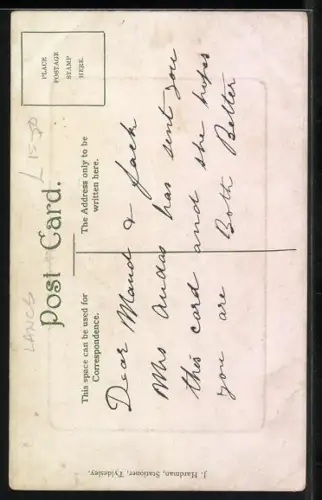 LANCS
£1=50
Post Card.
PLACE
POSTAGE
STAMP
HERE.
This space can be used for
Correspondence.
The Address only to be
written here.
Dear Maud & Jack
Mrs Andas has sent you
this card and she hopes
you are Both Better
J. Hardman, Stationer, Tyldesley.